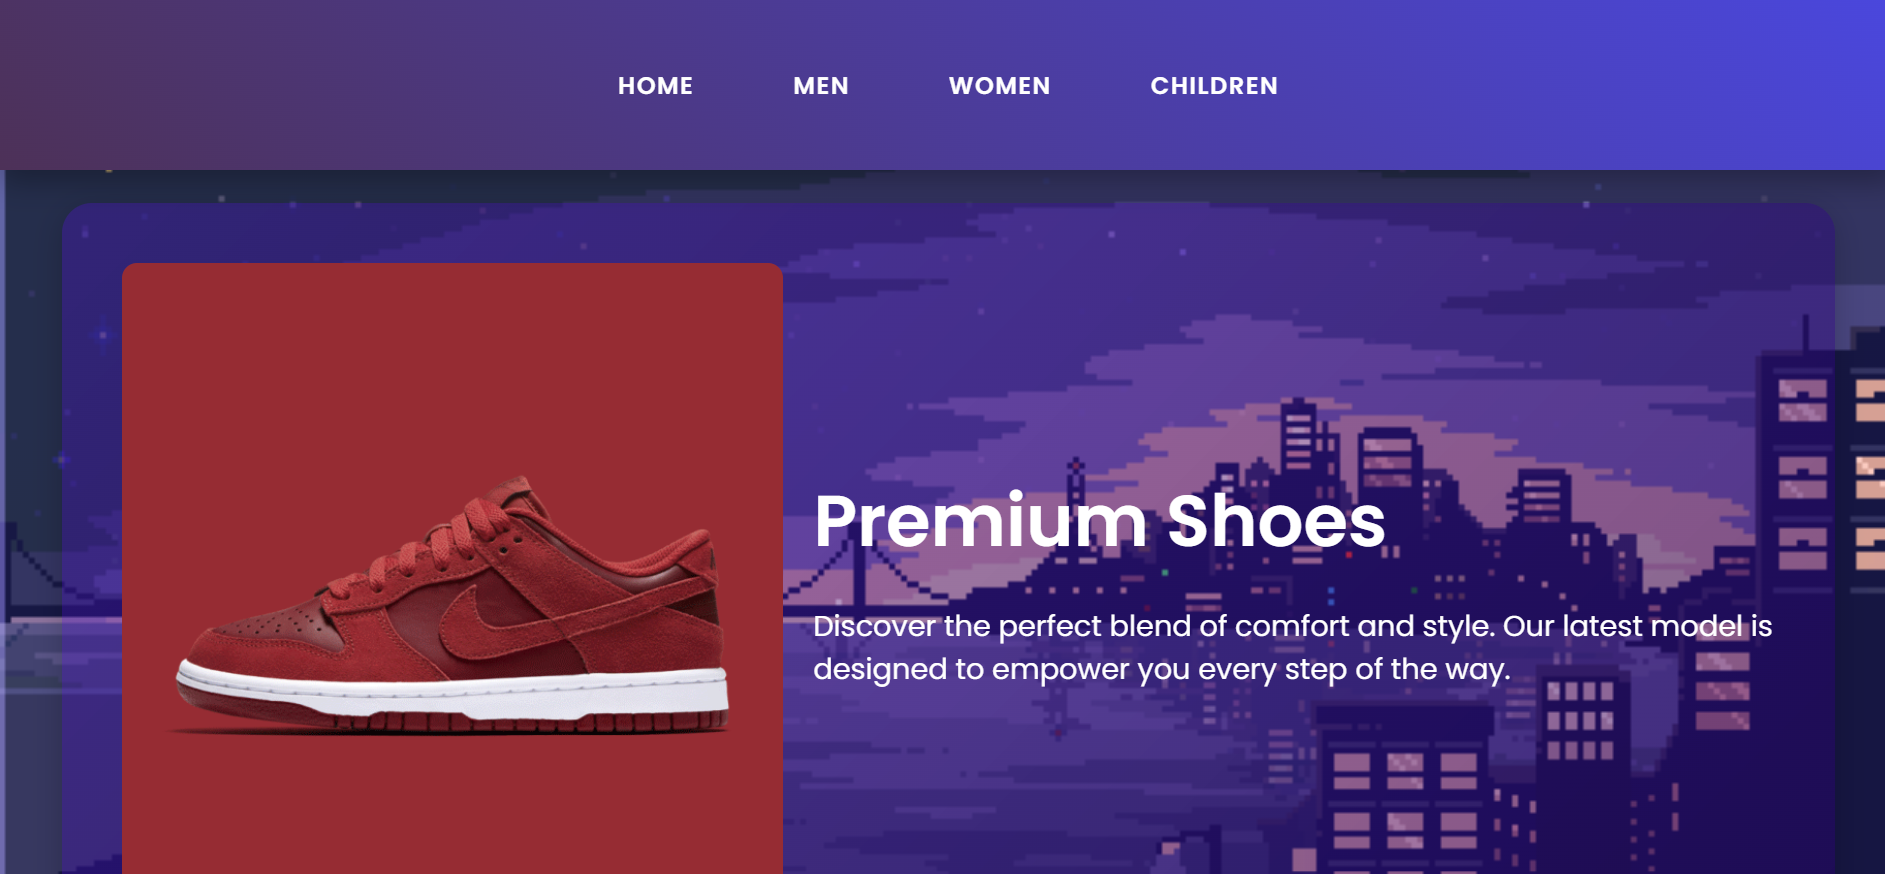 HOME MEN WOMEN CHILDREN
Premium Shoes
Discover the perfect blend of comfort and style. Our latest model is
designed to empower you every step of the way.